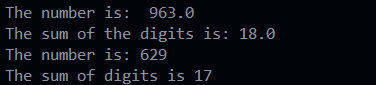 The number is:  963.0
The sum of the digits is: 18.0
The number is: 629
The sum of digits is 17